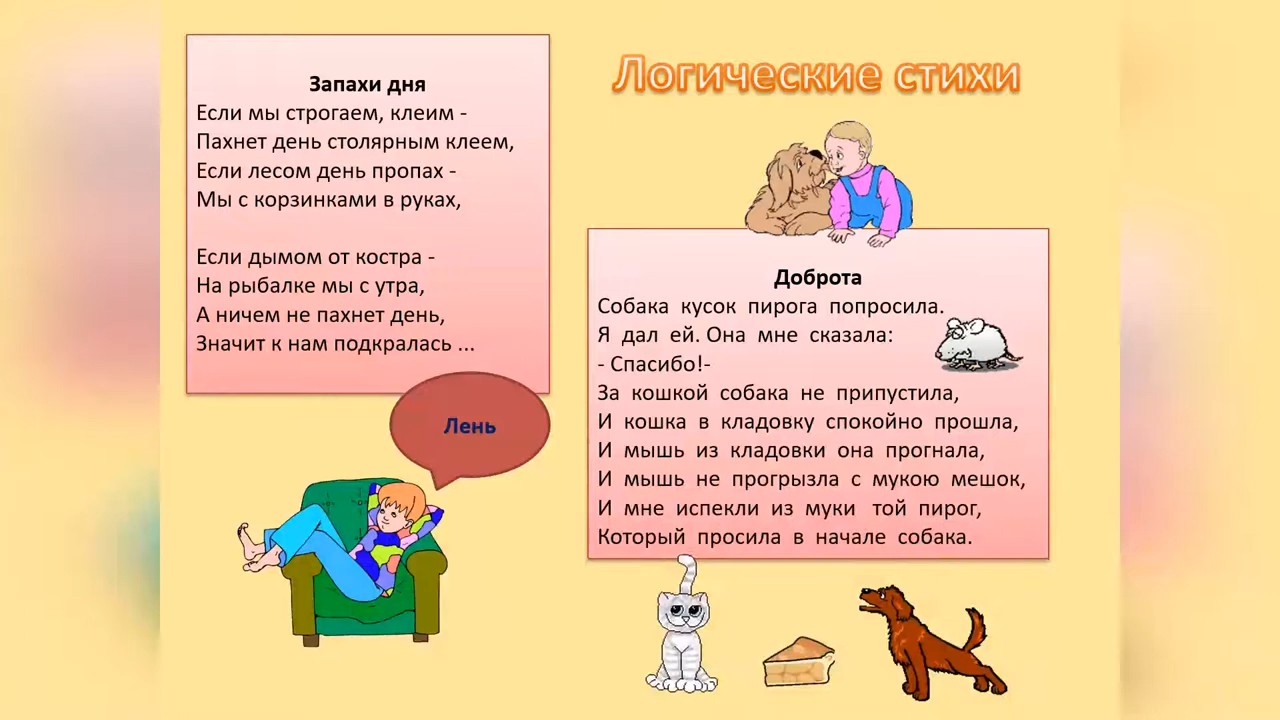 Логические стихи
Запахи дня
Если мы строгаем, клеим -
Пахнет день столярным клеем,
Если лесом день пропах -
Мы с корзинками в руках,
Если дымом от костра -
На рыбалке мы с утра,
А ничем не пахнет день,
Значит к нам подкралась ...
Лень
Доброта
Собака кусок пирога попросила.
Я дал ей. Она мне сказала:
- Спасибо!-
За кошкой собака не припустила,
И кошка в кладовку спокойно прошла,
И мышь из кладовки она прогнала,
И мышь не прогрызла с мукою мешок,
И мне испекли из муки той пирог,
Который просила в начале собака.